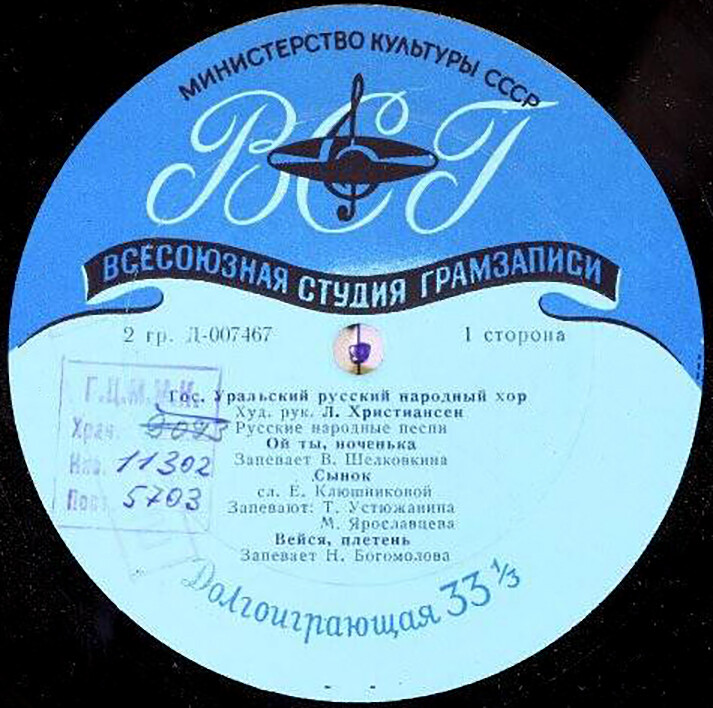 МИНИСТЕРСТВО КУЛЬТУРЫ СССР
ВСГ
ВСЕСОЮЗНАЯ СТУДИЯ ГРАМЗАПИСИ
2 гр. Д-007467 1 сторона
Гос. Уральский русский народный хор
Худ. рук. Л. Христиансен
Русские народные песни
Ой ты, ноченька
Запевает В. Шелковкина
Сынок
сл. Е. Клюшниковой
Запевают: Т. Устюжанина
М. Ярославцева
Вейся, плетень
Запевает Н. Богомолова
Долгоиграющая 33 1/3
Г.Ц.М.М.К.
Хран.
Инв. 11302
Пост. 5703